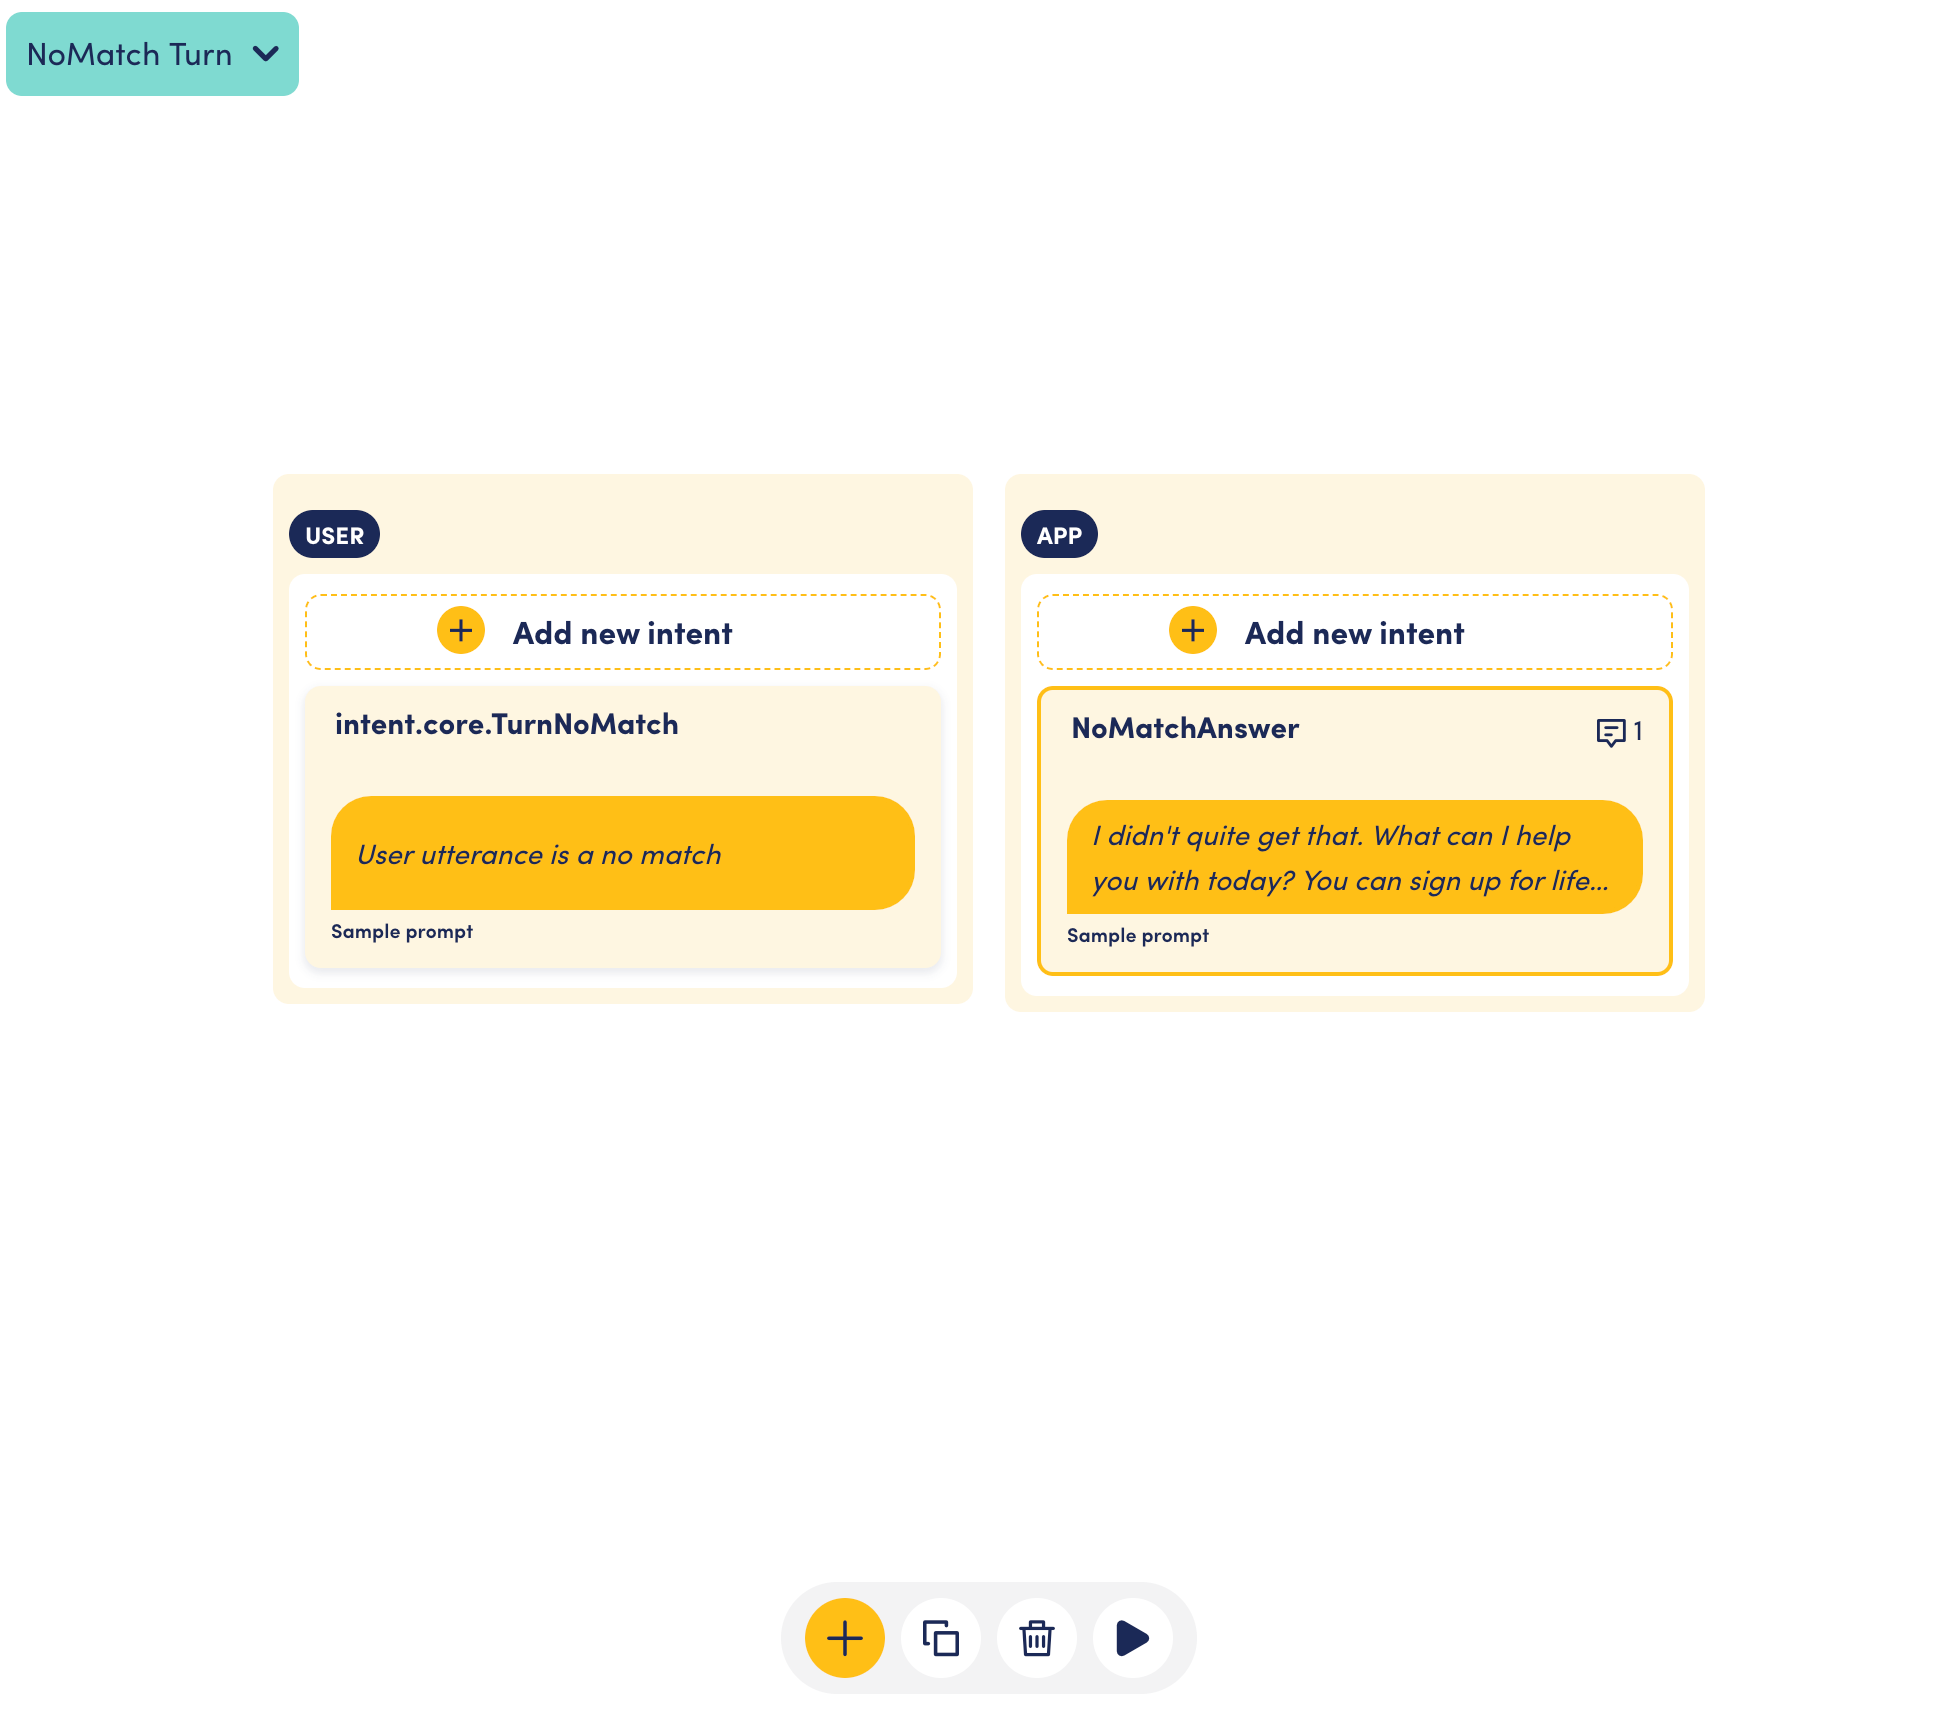 NoMatch Turn
USER
Add new intent
intent.core.TurnNoMatch
User utterance is a no match
Sample prompt
APP
Add new intent
NoMatchAnswer
1
I didn't quite get that. What can I help
you with today? You can sign up for life...
Sample prompt